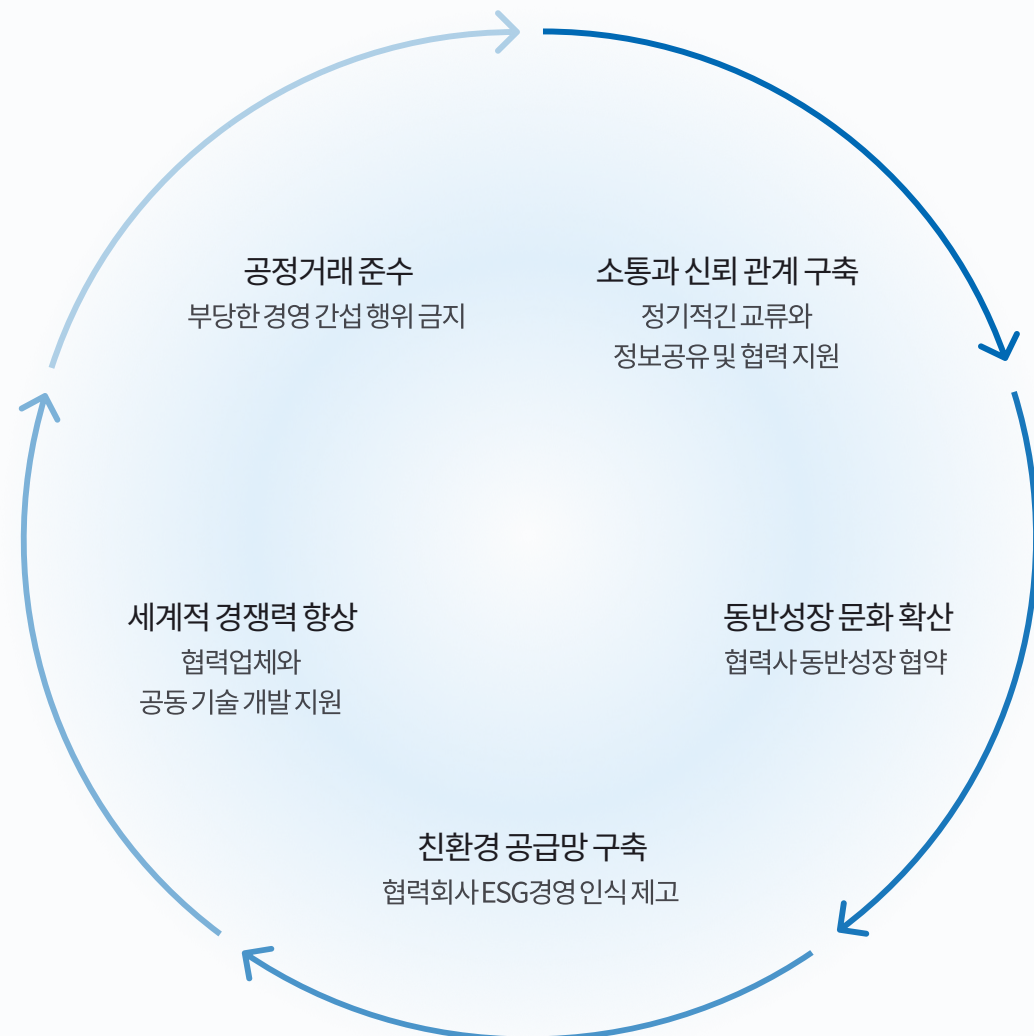 공정거래 준수
부당한 경영 간섭 행위 금지
소통과 신뢰 관계 구축
정기적긴 교류와
정보공유 및 협력 지원
세계적 경쟁력 향상
협력업체와
공동 기술 개발 지원
동반성장 문화 확산
협력사 동반성장 협약
친환경 공급망 구축
협력회사 ESG경영 인식 제고